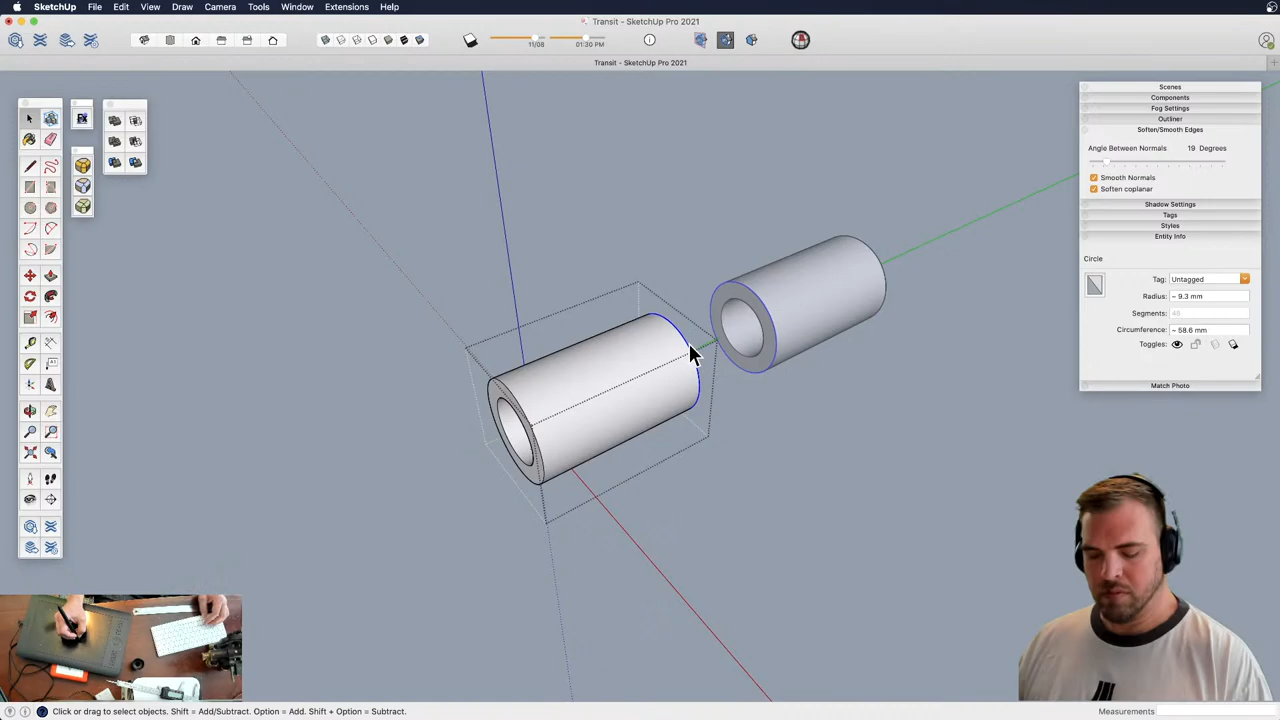 SketchUp File Edit View Draw Camera Tools Window Extensions Help
Transit - SketchUp Pro 2021
11/08 01:30 PM
Transit - SketchUp Pro 2021
Scenes
Components
Fog Settings
Outliner
Soften/Smooth Edges
Angle Between Normals 19 Degrees
Smooth Normals
Soften coplanar
Shadow Settings
Tags
Styles
Entity Info
Circle
Tag: Untagged
Radius: ~ 9.3 mm
Segments: 48
Circumference: ~ 58.6 mm
Toggles:
Match Photo
Click or drag to select objects. Shift = Add/Subtract. Option = Add. Shift + Option = Subtract.
Measurements